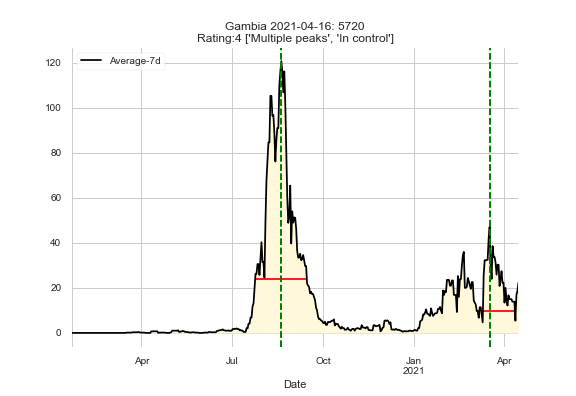 Gambia 2021-04-16: 5720
Rating:4 ['Multiple peaks', 'In control']
Average-7d
120
100
80
60
40
20
0
Apr
Jul
Oct
Jan
2021
Apr
Date